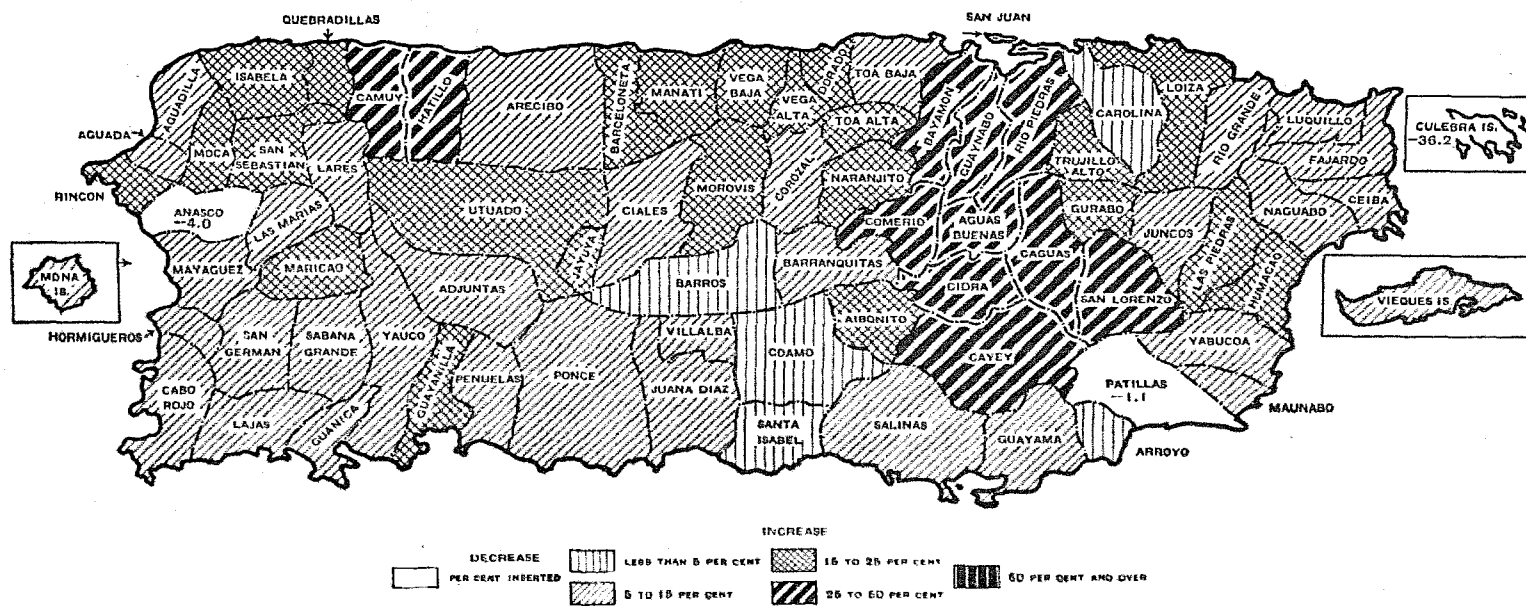 QUEBRADILLAS
SAN JUAN
ISABELA
AGUADILLA
CAMUY
HATILLO
ARECIBO
BARCELONETA
MANATI
VEGA BAJA
VEGA ALTA
DORADO
TOA BAJA
TOA ALTA
BAYAMON
GUAYNABO
RIO PIEDRAS
CAROLINA
LOIZA
RIO GRANDE
LUQUILLO
FAJARDO
CULEBRA IS.
-36.2
AGUADA
MOCA
SAN SEBASTIAN
LARES
RINCON
ANASCO
-4.0
LAS MARIAS
UTUADO
CIALES
MOROVIS
COROZAL
NARANJITO
TRUJILLO ALTO
COMERIO
AGUAS BUENAS
GURABO
JUNCOS
LAS PIEDRAS
NAGUABO
CEIBA
HUMACAO
MONA IS.
MAYAGUEZ
MARICAO
ADJUNTAS
JAYUYA
BARROS
BARRANQUITAS
CIDRA
CAGUAS
SAN LORENZO
VIEQUES IS.
HORMIGUEROS
SAN GERMAN
SABANA GRANDE
YAUCO
GUAYANILLA
PENUELAS
PONCE
VILLALBA
JUANA DIAZ
COAMO
AIBONITO
CAYEY
YABUCOA
PATILLAS
-1.1
MAUNABO
CABO ROJO
LAJAS
GUANICA
SANTA ISABEL
SALINAS
GUAYAMA
ARROYO
INCREASE
DECREASE
PER CENT INSERTED
LESS THAN 5 PER CENT
5 TO 15 PER CENT
15 TO 25 PER CENT
25 TO 50 PER CENT
50 PER CENT AND OVER